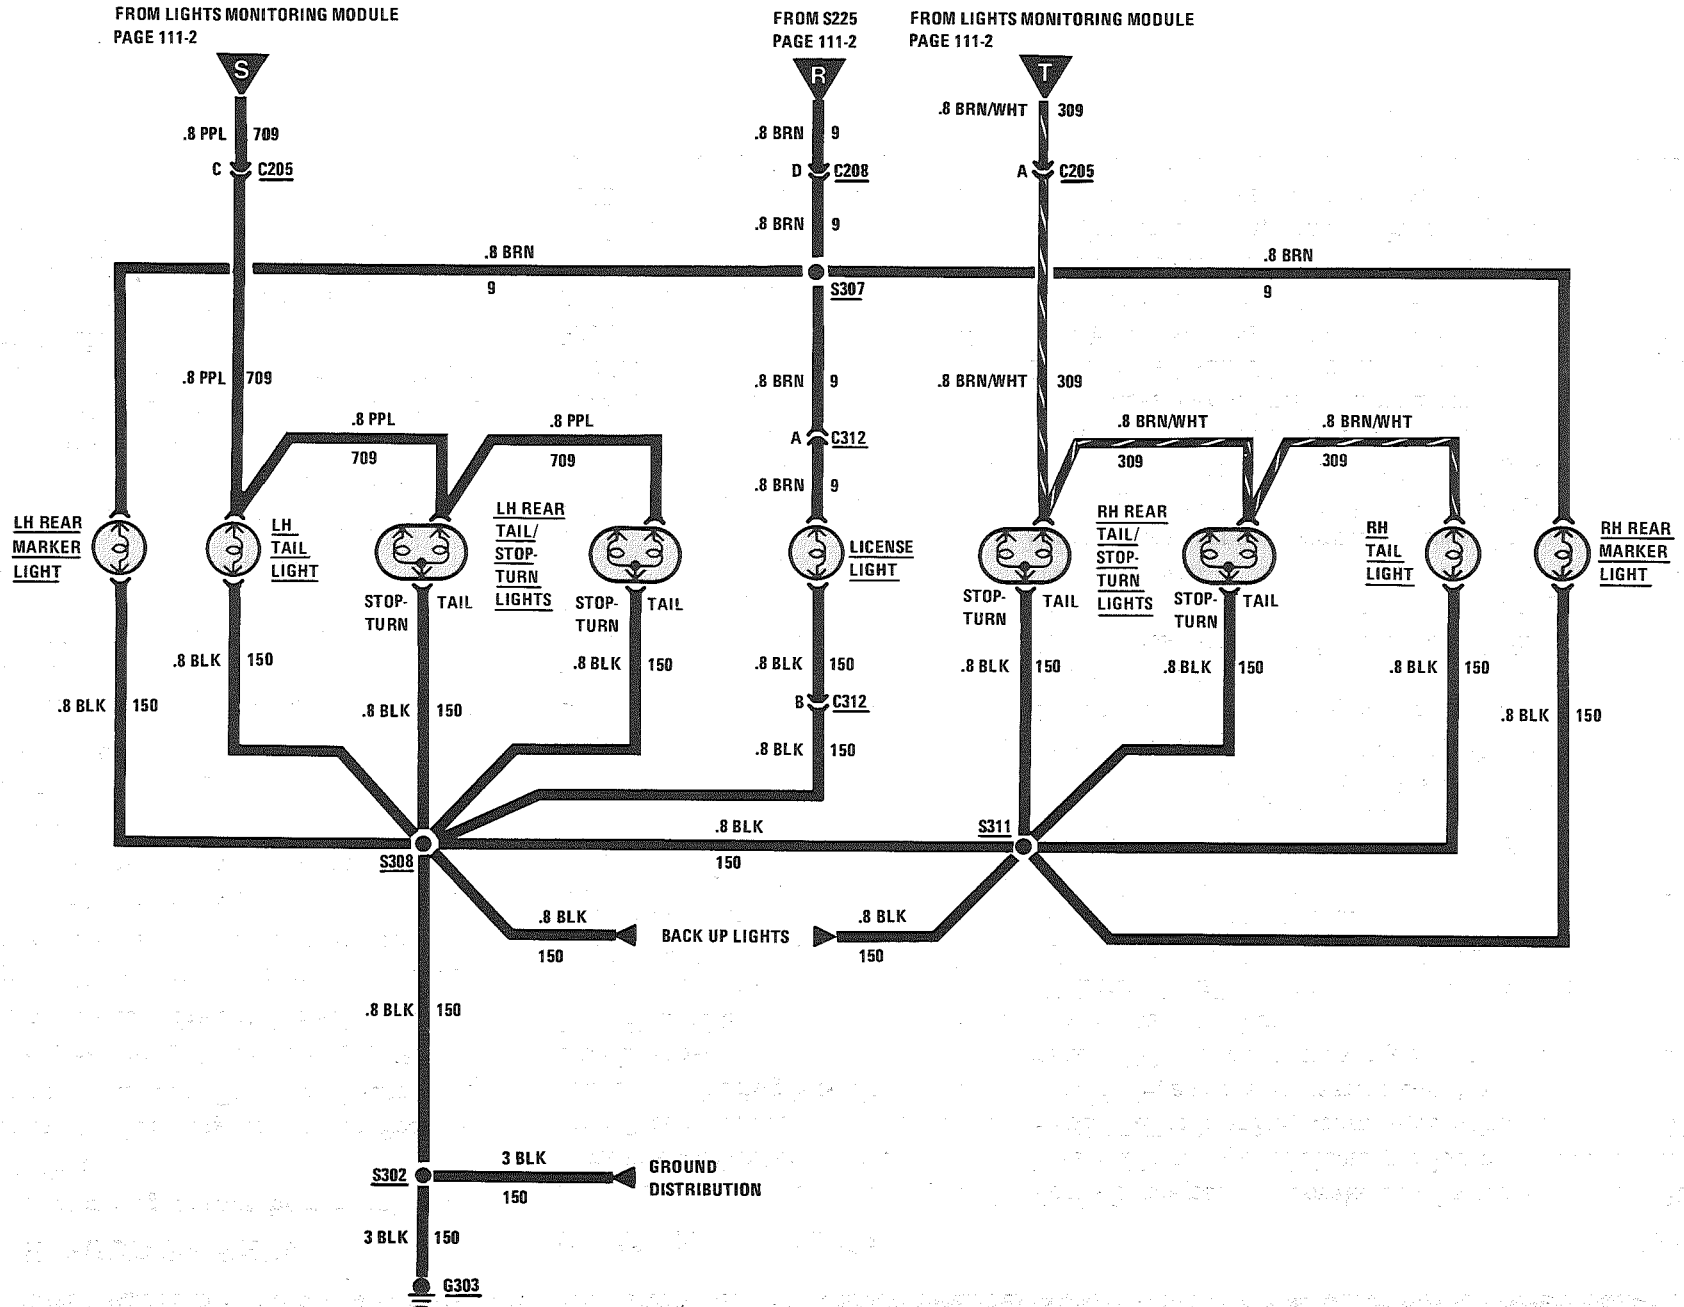 FROM LIGHTS MONITORING MODULE
PAGE 111-2
FROM S225
PAGE 111-2
FROM LIGHTS MONITORING MODULE
PAGE 111-2
S
R
T
.8 PPL 709
.8 BRN 9
.8 BRN/WHT 309
C C205
D C208
A C205
.8 BRN 9
.8 BRN
9
S307
.8 BRN
9
.8 PPL 709
.8 BRN 9
.8 BRN/WHT 309
.8 PPL
709
.8 PPL
709
A C312
.8 BRN/WHT
309
.8 BRN/WHT
309
.8 BRN 9
LH REAR
MARKER
LIGHT
LH
TAIL
LIGHT
LH REAR
TAIL/
STOP-
TURN
LIGHTS
LICENSE
LIGHT
RH REAR
TAIL/
STOP-
TURN
LIGHTS
RH
TAIL
LIGHT
RH REAR
MARKER
LIGHT
STOP-
TURN
TAIL
STOP-
TURN
TAIL
STOP-
TURN
TAIL
STOP-
TURN
TAIL
.8 BLK 150
.8 BLK 150
.8 BLK 150
.8 BLK 150
.8 BLK 150
.8 BLK 150
.8 BLK 150
.8 BLK 150
.8 BLK 150
B C312
.8 BLK 150
S308
.8 BLK
150
S311
.8 BLK
150
BACK UP LIGHTS
.8 BLK
150
.8 BLK 150
S302
3 BLK
150
GROUND
DISTRIBUTION
3 BLK 150
G303